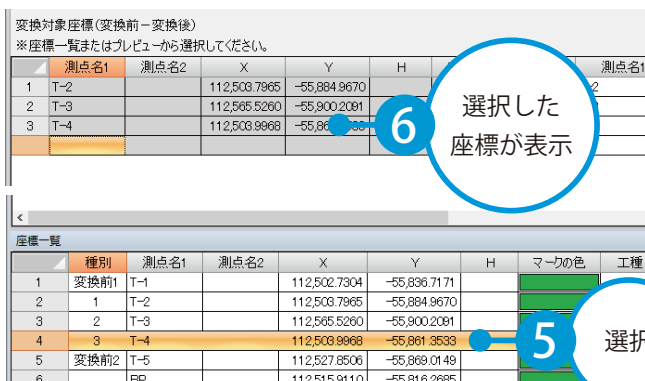 変換対象座標(変換前－変換後)
※座標一覧またはプレビューから選択してください。
測点名1 測点名2 X Y H 測点名1
1 T-2 112,503.7965 -55,884.9670
2 T-3 112,565.5260 -55,900.2091
3 T-4 112,503.9968
6
選択した
座標が表示
座標一覧
種別 測点名1 測点名2 X Y H マークの色 工種
1 変換前1 T-1 112,502.7304 -55,836.7171
2 1 T-2 112,503.7965 -55,884.9670
3 2 T-3 112,565.5260 -55,900.2091
4 3 T-4 112,503.9968 -55,861.3533
5 変換前2 T-5 112,527.8506 -55,869.0149
6 BP 112,515.9110 -55,816.2685
5
選択